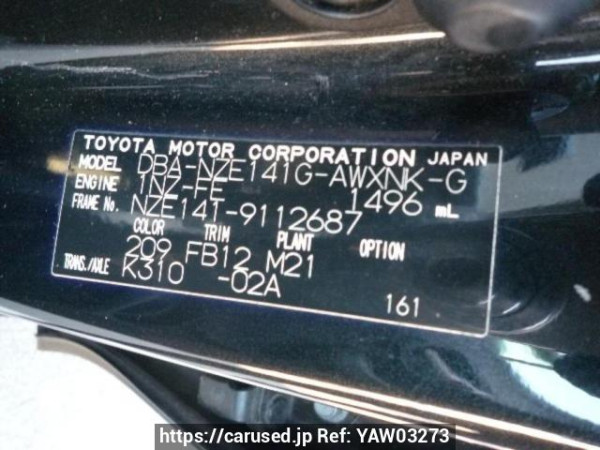 TOYOTA MOTOR CORPORATION JAPAN
MODEL DBA-NZE141G-AWXNK-G
ENGINE 1NZ-FE 1496 mL
FRAME No. NZE141-9112687
COLOR TRIM PLANT OPTION
209 FB12 M21
TRANS./AXLE K310 -02A
161
https://carused.jp Ref: YAW03273